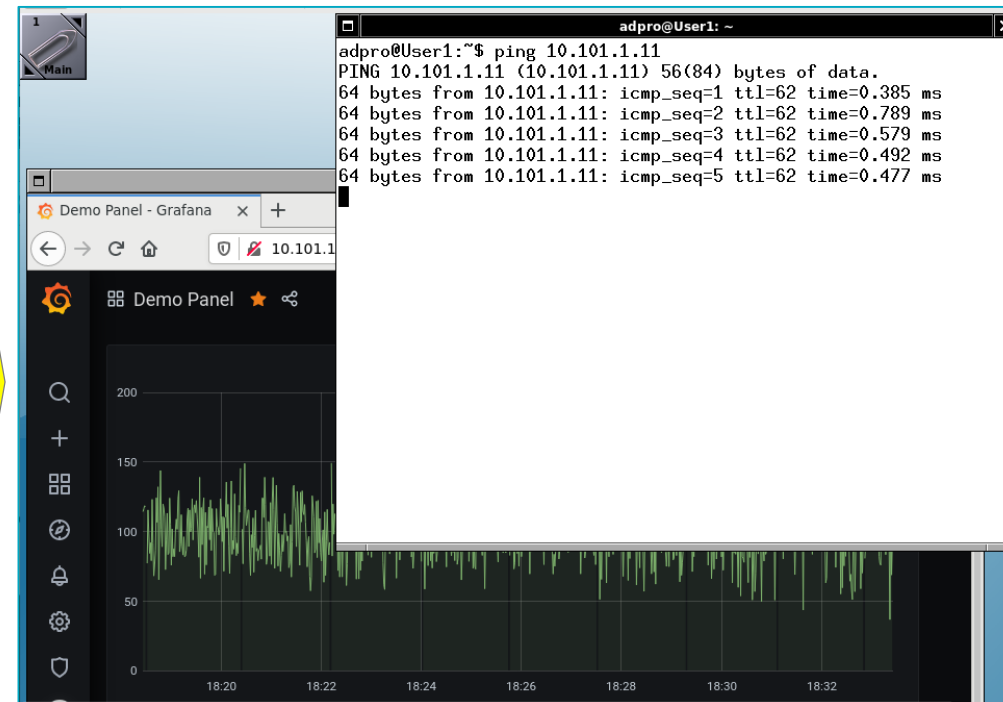 1
Main
adpro@User1: ~
adpro@User1:~$ ping 10.101.1.11
PING 10.101.1.11 (10.101.1.11) 56(84) bytes of data.
64 bytes from 10.101.1.11: icmp_seq=1 ttl=62 time=0.385 ms
64 bytes from 10.101.1.11: icmp_seq=2 ttl=62 time=0.789 ms
64 bytes from 10.101.1.11: icmp_seq=3 ttl=62 time=0.579 ms
64 bytes from 10.101.1.11: icmp_seq=4 ttl=62 time=0.492 ms
64 bytes from 10.101.1.11: icmp_seq=5 ttl=62 time=0.477 ms
Demo Panel - Grafana
10.101.1
Demo Panel
200
150
100
50
0
18:20 18:22 18:24 18:26 18:28 18:30 18:32